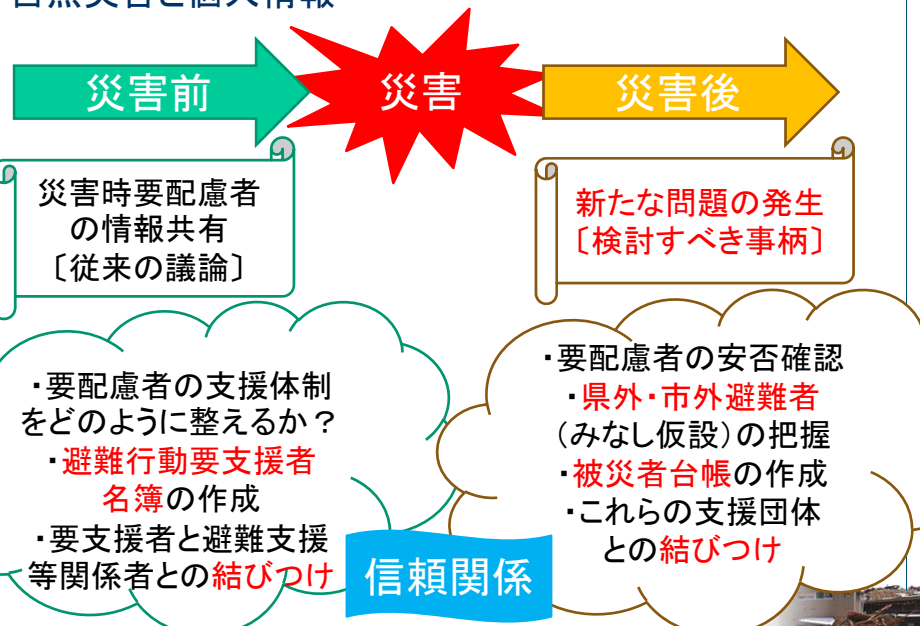 自然災害と個人情報
災害前
災害
災害後
災害時要配慮者
の情報共有
〔従来の議論〕
新たな問題の発生
〔検討すべき事柄〕
・要配慮者の支援体制
をどのように整えるか？
・避難行動要支援者
名簿の作成
・要支援者と避難支援
等関係者との結びつけ
・要配慮者の安否確認
・県外・市外避難者
（みなし仮設）の把握
・被災者台帳の作成
・これらの支援団体
との結びつけ
信頼関係